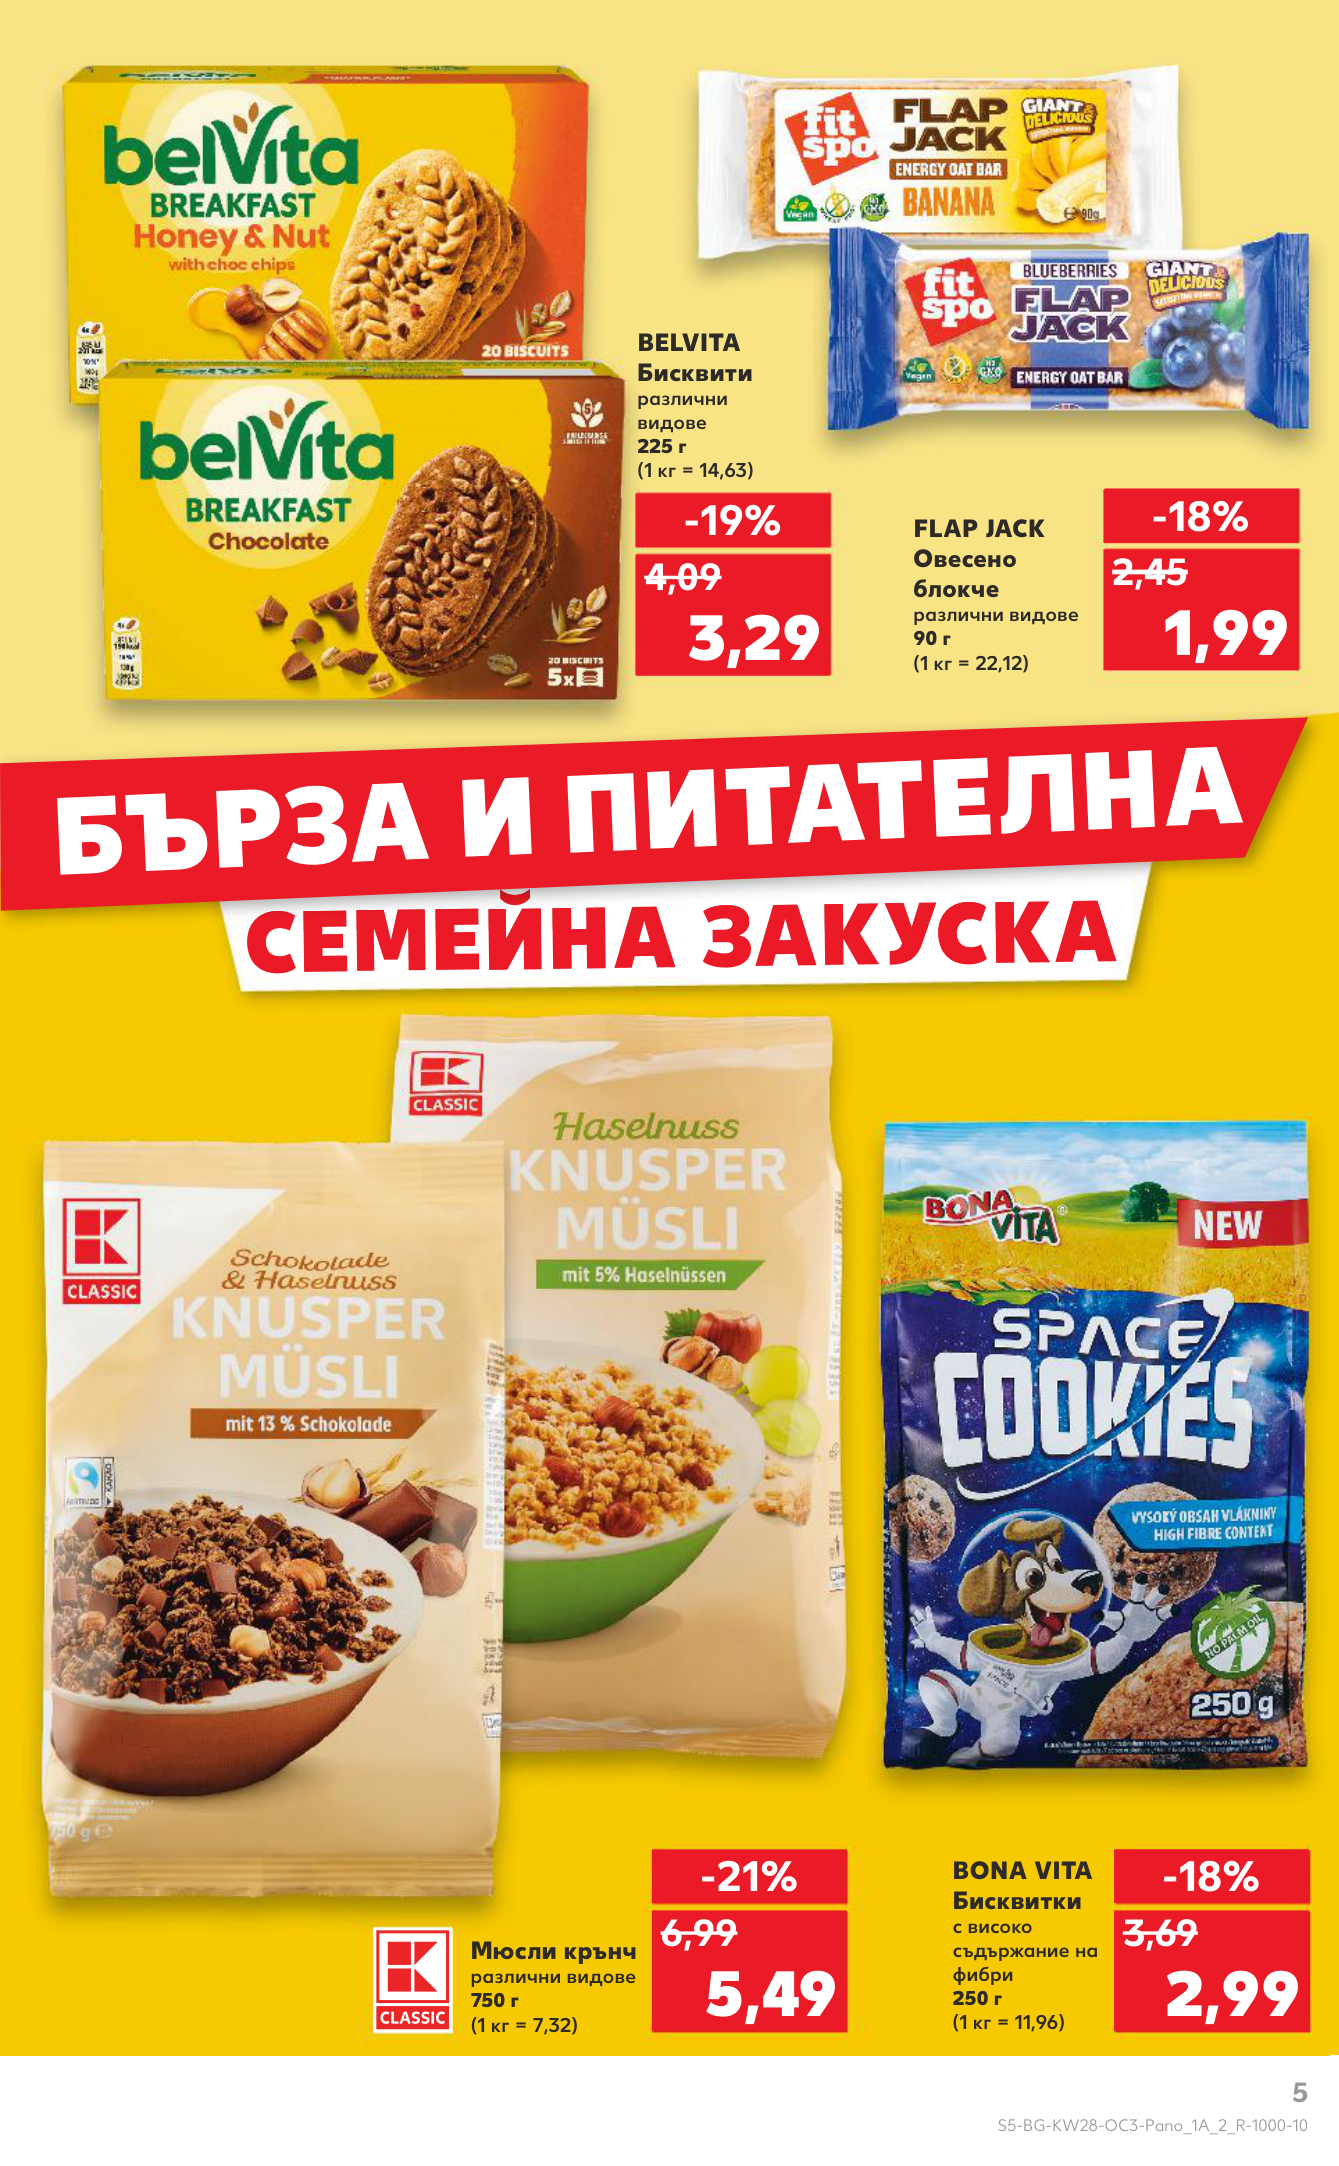 belVita
BREAKFAST
Honey & Nut
with choc chips
20 BISCUITS
belVita
BREAKFAST
Chocolate
20 BISCUITS
5x
fit
spo
FLAP
JACK
GIANT &
DELICIOUS
ENERGY OAT BAR
BANANA
Vegan
90g
fit
spo
BLUEBERRIES
FLAP
JACK
GIANT &
DELICIOUS
Vegan
NO
GMO
ENERGY OAT BAR
BELVITA
Бисквити
различни
видове
225 г
(1 кг = 14,63)
-19%
4,09
3,29
FLAP JACK
Овесено
блокче
различни видове
90 г
(1 кг = 22,12)
-18%
2,45
1,99
БЪРЗА И ПИТАТЕЛНА
СЕМЕЙНА ЗАКУСКА
CLASSIC
Haselnuss
KNUSPER
MÜSLI
mit 5% Haselnüssen
CLASSIC
Schokolade
& Haselnuss
KNUSPER
MÜSLI
mit 13 % Schokolade
FAIRTRADE
KAKAO
BONA
VITA
NEW
SPACE
COOKIES
VYSOKÝ OBSAH VLÁKNINY
HIGH FIBRE CONTENT
NO PALM OIL
250 g
CLASSIC
Мюсли крънч
различни видове
750 г
(1 кг = 7,32)
-21%
6,99
5,49
BONA VITA
Бисквитки
с високо
съдържание на
фибри
250 г
(1 кг = 11,96)
-18%
3,69
2,99
5
S5-BG-KW28-OC3-Pano_1A_2_R-1000-10